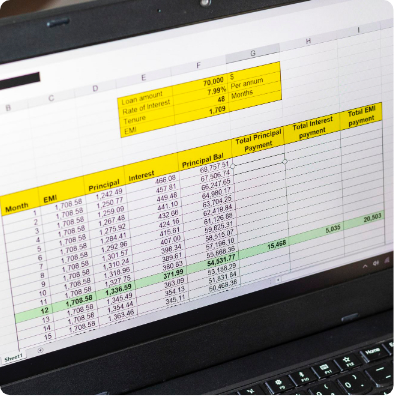 B C D E F G H I
Loan amount 70,000 $
Rate of Interest 7.99% Per annum
Tenure 48 Months
EMI 1,709
Month EMI Principal Interest Principal Bal Total Principal Payment Total Interest payment Total EMI payment
1 1,708.58 1,242.49 466.08 68,757.51
2 1,708.58 1,250.77 457.81 67,506.74
3 1,708.58 1,259.09 449.48 66,247.65
4 1,708.58 1,267.48 441.10 64,980.17
5 1,708.58 1,275.92 432.66 63,704.25
6 1,708.58 1,284.41 424.16 62,419.84
7 1,708.58 1,292.96 415.61 61,126.88
8 1,708.58 1,301.57 407.00 59,825.31
9 1,708.58 1,310.24 398.34 58,515.07
10 1,708.58 1,318.96 389.61 57,196.10
11 1,708.58 1,327.75 380.83 55,868.36
12 1,708.58 1,336.59 371.99 54,531.77 15,468 5,035 20,503
13 1,708.58 1,345.49 363.09 53,186.29
14 1,708.58 1,354.44 354.13 51,831.84
15 1,708.58 1,363.46 345.11 50,468.38
Sheet1
Home